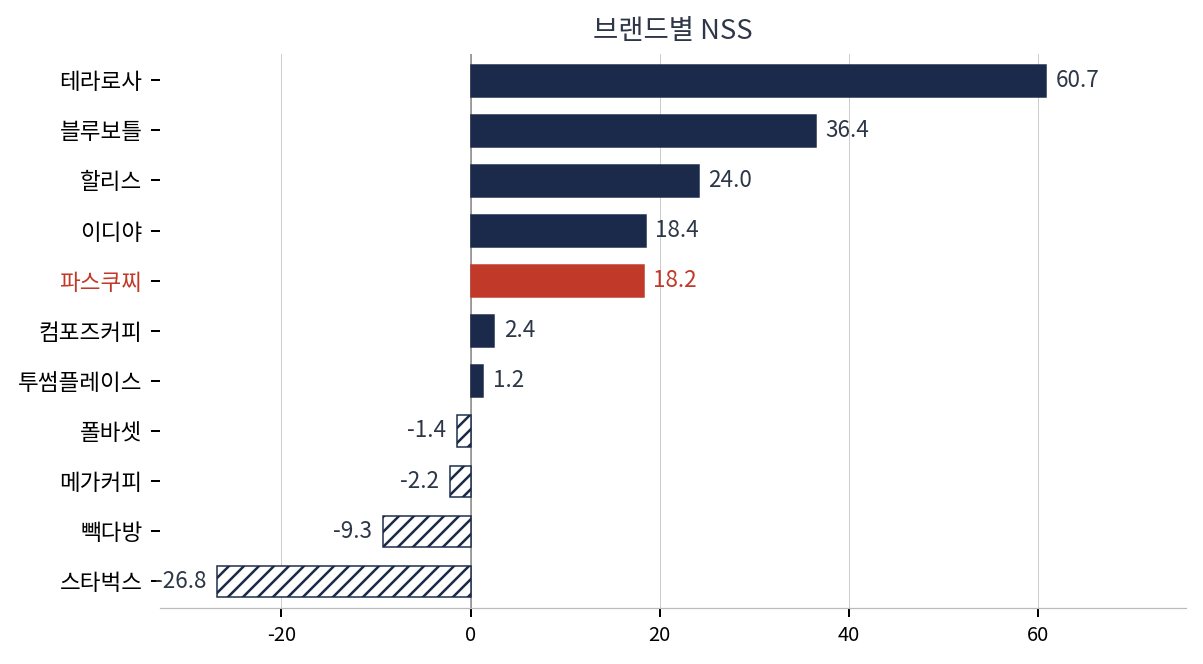 브랜드별 NSS
테라로사 60.7
블루보틀 36.4
할리스 24.0
이디야 18.4
파스쿠찌 18.2
컴포즈커피 2.4
투썸플레이스 1.2
폴바셋 -1.4
메가커피 -2.2
빽다방 -9.3
스타벅스 -26.8
-20 0 20 40 60